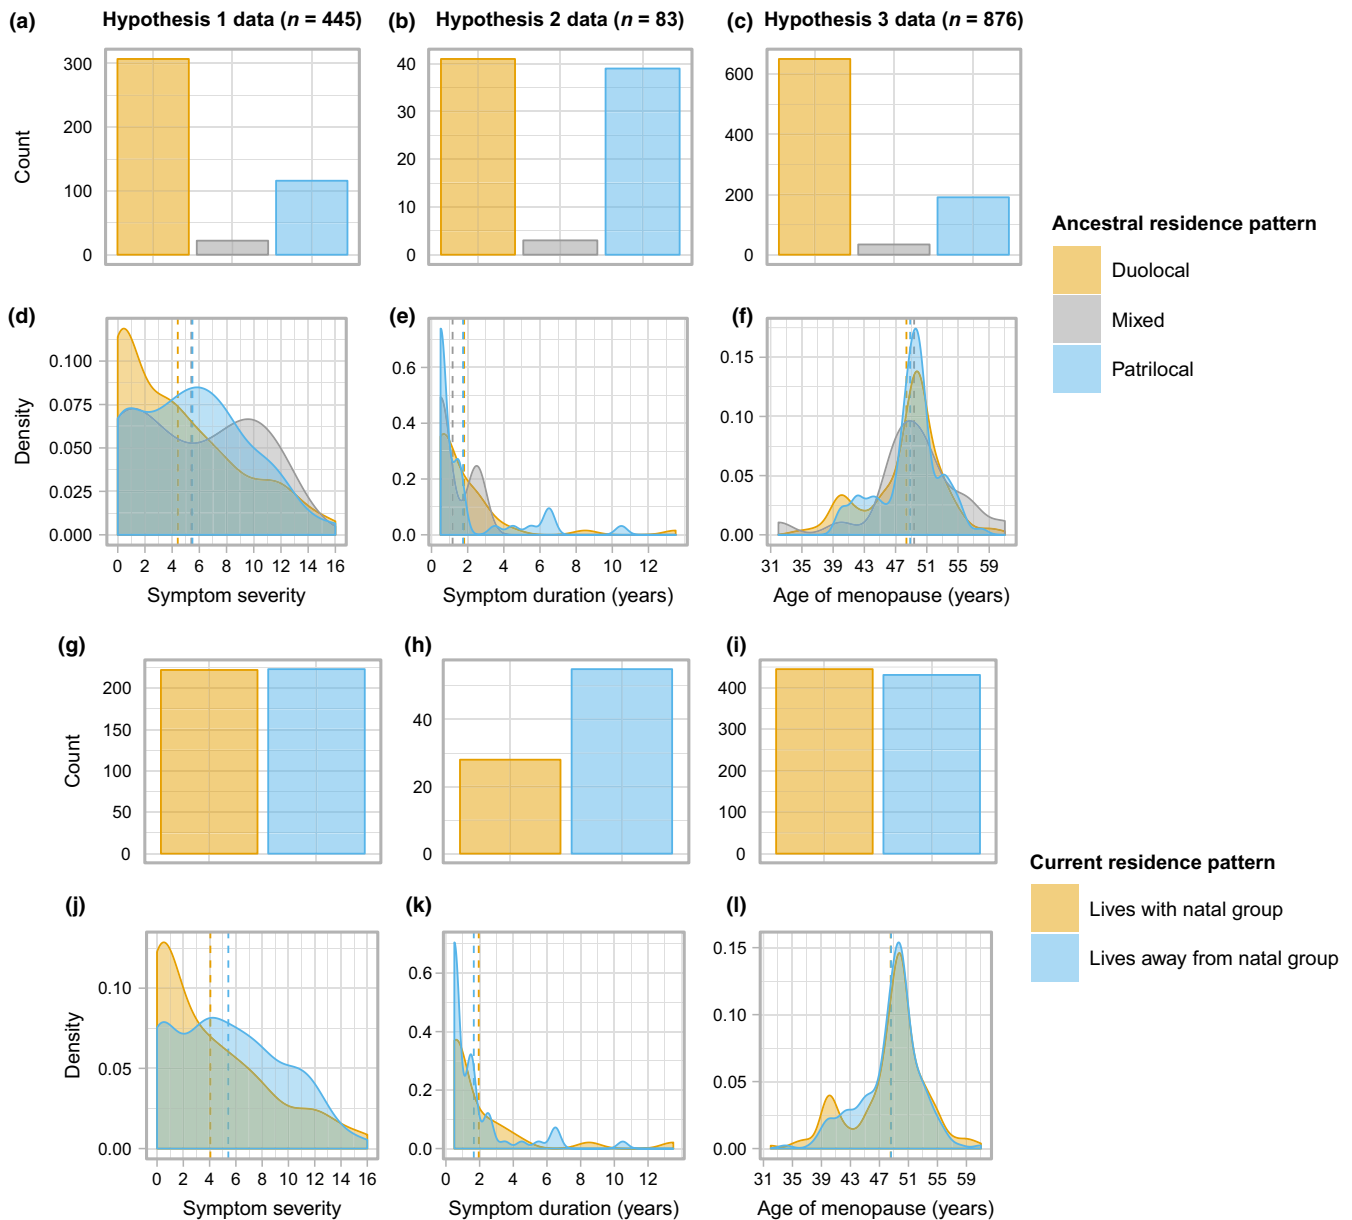 (a) Hypothesis 1 data (n = 445) (b) Hypothesis 2 data (n = 83) (c) Hypothesis 3 data (n = 876)
Count
300
200
100
0
40
30
20
10
0
600
400
200
0
Ancestral residence pattern
Duolocal
Mixed
Patrilocal
(d)
Density
0.100
0.075
0.050
0.025
0.000
0 2 4 6 8 10 12 14 16
Symptom severity
(e)
0.6
0.4
0.2
0.0
0 2 4 6 8 10 12
Symptom duration (years)
(f)
0.15
0.10
0.05
0.00
31 35 39 43 47 51 55 59
Age of menopause (years)
(g)
Count
200
150
100
50
0
(h)
40
20
0
(i)
400
300
200
100
0
Current residence pattern
Lives with natal group
Lives away from natal group
(j)
Density
0.10
0.05
0.00
0 2 4 6 8 10 12 14 16
Symptom severity
(k)
0.6
0.4
0.2
0.0
0 2 4 6 8 10 12
Symptom duration (years)
(l)
0.15
0.10
0.05
0.00
31 35 39 43 47 51 55 59
Age of menopause (years)